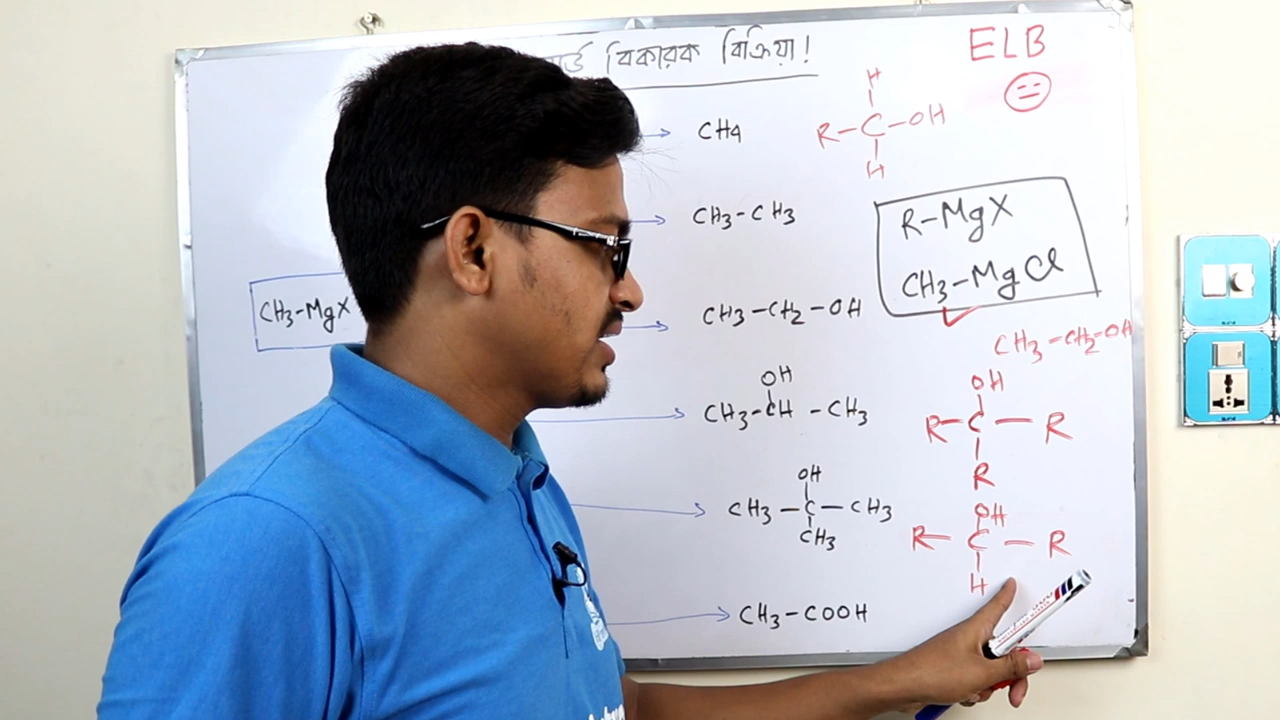 বিকারক বিক্রিয়া!
ELB
CH4
H
R-C-OH
H
CH3-CH3
R-MgX
CH3-MgCl
CH3-MgX
CH3-CH2-OH
CH3-CH2-OH
OH
CH3-CH-CH3
OH
R-C-R
R
OH
CH3-C-CH3
CH3
OH
R-C-R
H
CH3-COOH